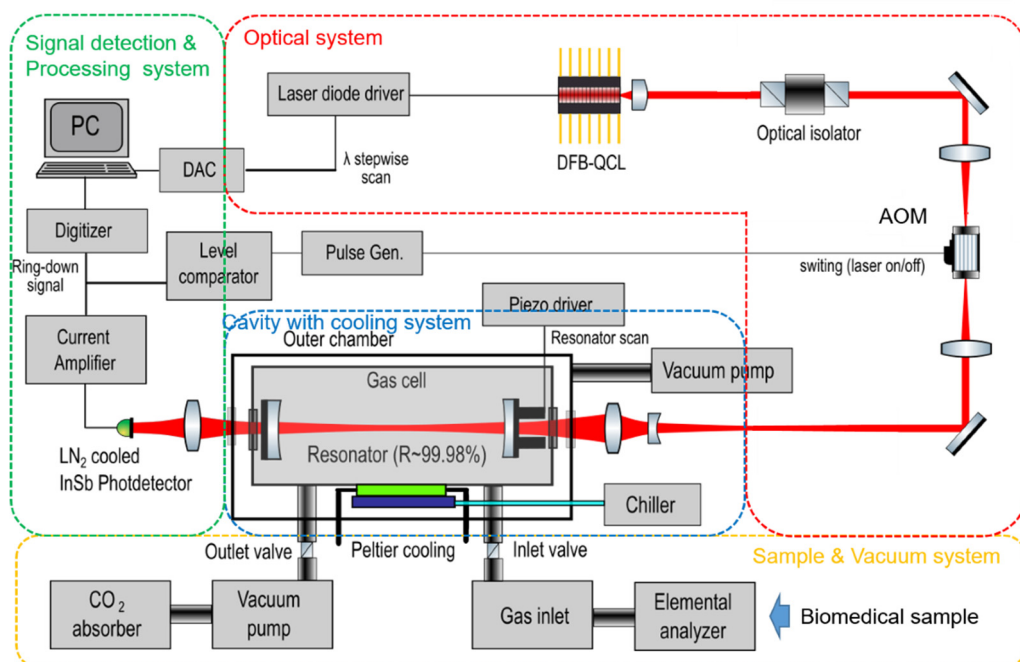 Signal detection &
Processing system
Optical system
PC
DAC
Laser diode driver
λ stepwise
scan
DFB-QCL
Optical isolator
AOM
switing (laser on/off)
Digitizer
Ring-down
signal
Level
comparator
Pulse Gen.
Current
Amplifier
LN2 cooled
InSb Photdetector
Cavity with cooling system
Piezo driver
Resonator scan
Outer chamber
Gas cell
Resonator (R~99.98%)
Vacuum pump
Chiller
Outlet valve
Peltier cooling
Inlet valve
Sample & Vacuum system
CO2
absorber
Vacuum
pump
Gas inlet
Elemental
analyzer
Biomedical sample